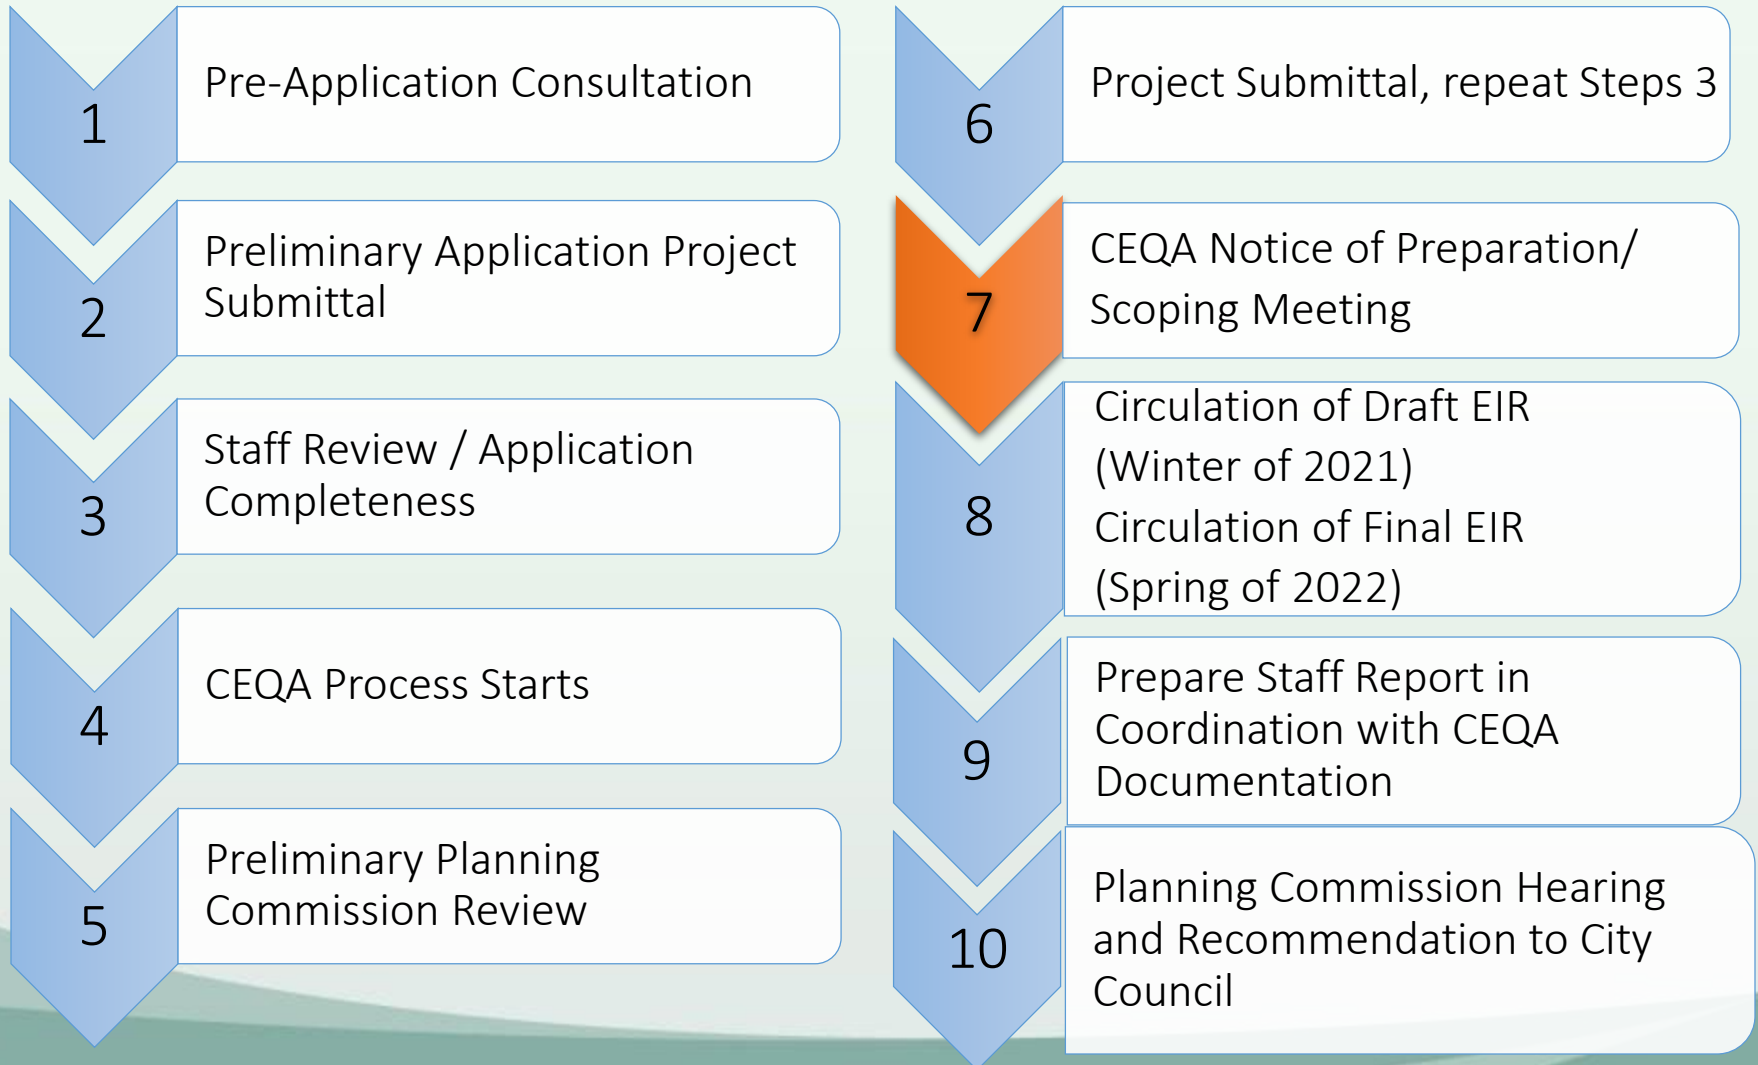 1
Pre-Application Consultation
2
Preliminary Application Project
Submittal
3
Staff Review / Application
Completeness
4
CEQA Process Starts
5
Preliminary Planning
Commission Review
6
Project Submittal, repeat Steps 3
7
CEQA Notice of Preparation/
Scoping Meeting
8
Circulation of Draft EIR
(Winter of 2021)
Circulation of Final EIR
(Spring of 2022)
9
Prepare Staff Report in
Coordination with CEQA
Documentation
10
Planning Commission Hearing
and Recommendation to City
Council